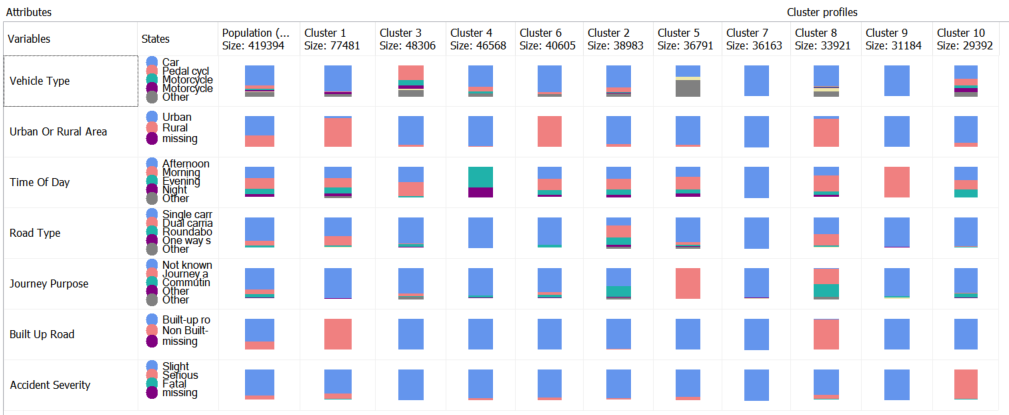 Attributes
Cluster profiles
Variables States Population (... Cluster 1 Cluster 3 Cluster 4 Cluster 6 Cluster 2 Cluster 5 Cluster 7 Cluster 8 Cluster 9 Cluster 10
Size: 419394 Size: 77481 Size: 48306 Size: 46568 Size: 40605 Size: 38983 Size: 36791 Size: 36163 Size: 33921 Size: 31184 Size: 29392
Vehicle Type
Car
Pedal cycl
Motorcycle
Motorcycle
Other
Urban Or Rural Area
Urban
Rural
missing
Time Of Day
Afternoon
Morning
Evening
Night
Other
Road Type
Single carr
Dual carria
Roundabo
One way s
Other
Journey Purpose
Not known
Journey a
Commutin
Other
Other
Built Up Road
Built-up ro
Non Built-
missing
Accident Severity
Slight
Serious
Fatal
missing